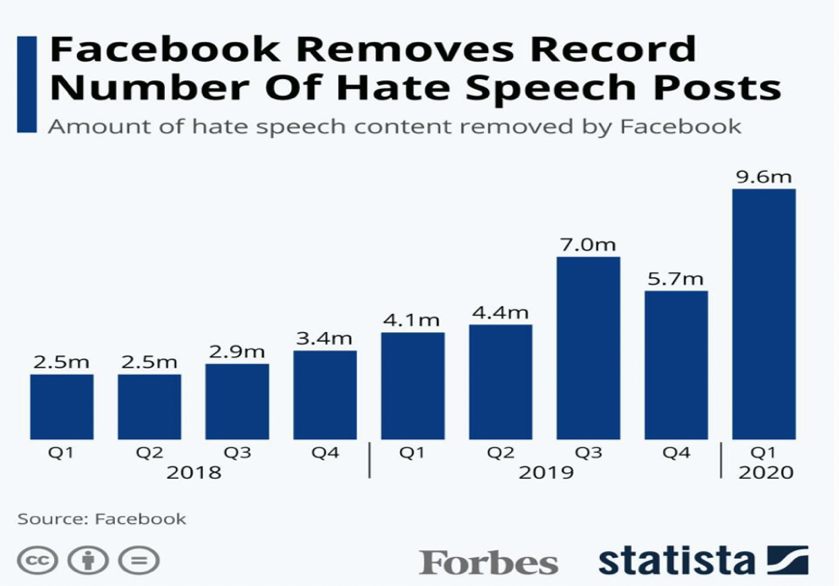 Facebook Removes Record
Number Of Hate Speech Posts
Amount of hate speech content removed by Facebook
9.6m
7.0m
5.7m
4.4m
4.1m
3.4m
2.9m
2.5m 2.5m
Q1 Q2 Q3 Q4 Q1 Q2 Q3 Q4 Q1
2018 2019 2020
Source: Facebook
cc
Forbes statista